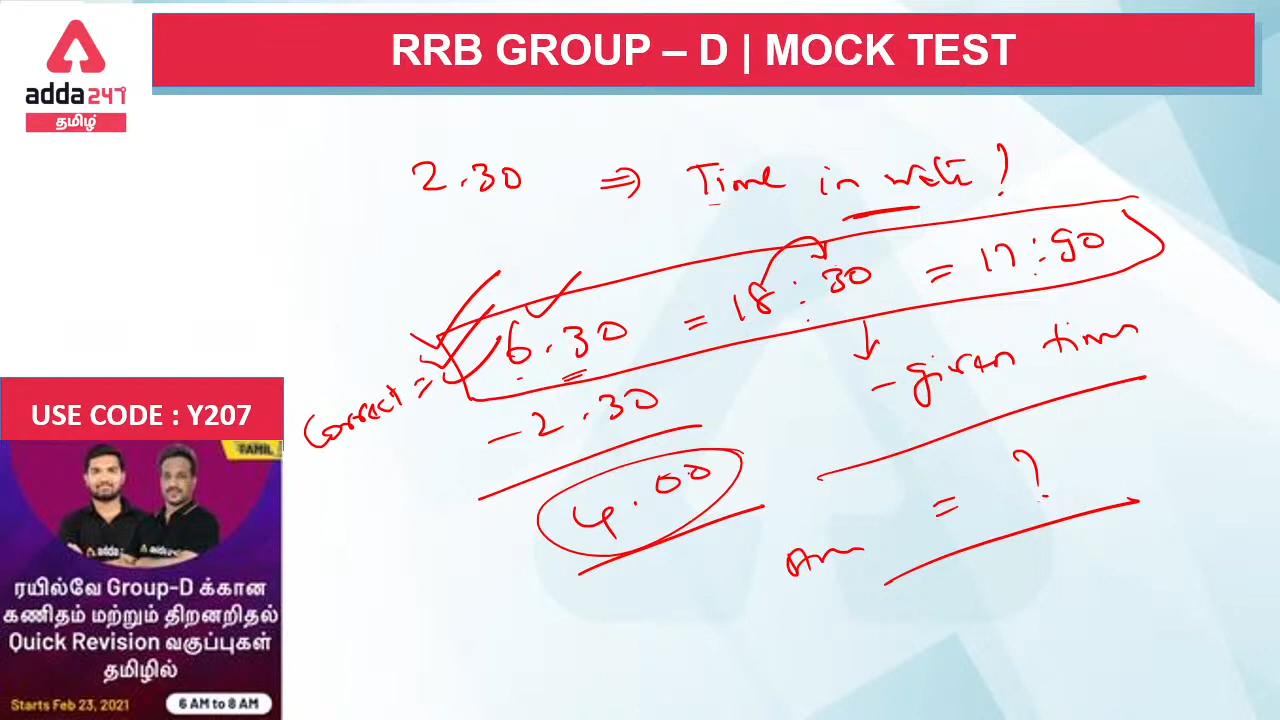 RRB GROUP – D | MOCK TEST
adda247
தமிழ்
2.30 ⇒ Time in wate ?
6.30 = 18:30 = 17:90
Correct =
- given time
- 2.30
4.00
= ?
USE CODE : Y207
TAMIL
ரயில்வே Group-D க்கான
கணிதம் மற்றும் திறனறிதல்
Quick Revision வகுப்புகள்
தமிழில்
Starts Feb 23, 2021
6 AM to 8 AM